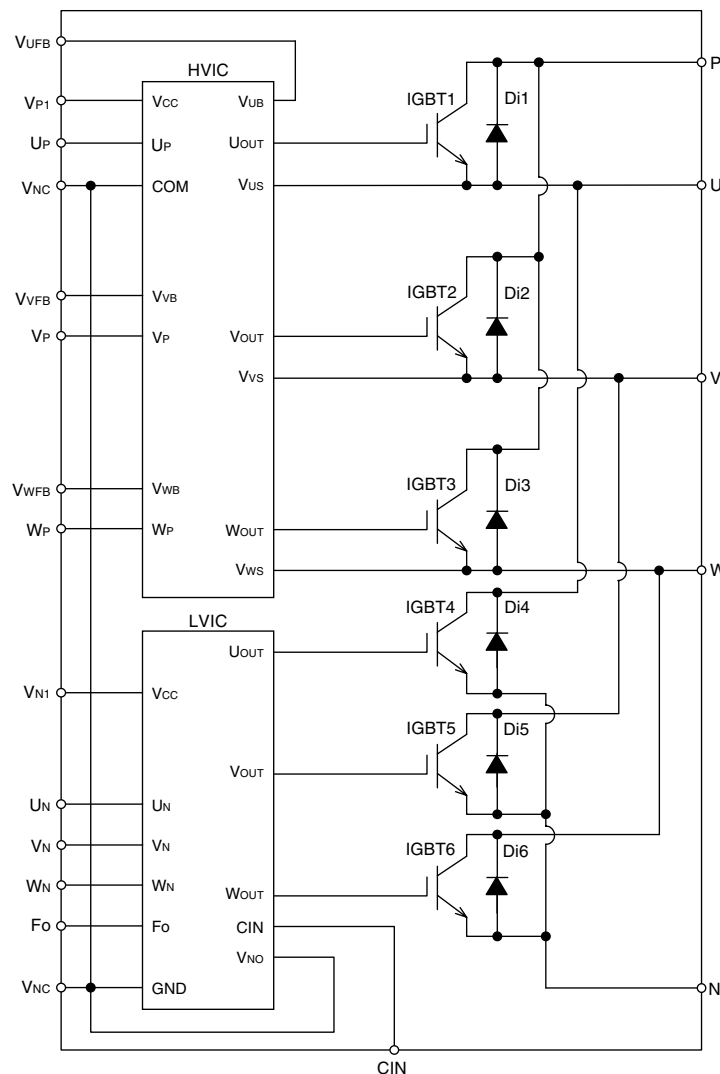 VUFB
P
HVIC
IGBT1
Di1
VP1
VCC
VUB
UP
UP
UOUT
VNC
COM
VUS
U
IGBT2
Di2
VVFB
VVB
VP
VP
VOUT
VVS
V
IGBT3
Di3
VWFB
VWB
WP
WP
WOUT
VWS
W
IGBT4
Di4
LVIC
UOUT
VN1
VCC
IGBT5
Di5
VOUT
UN
UN
VN
VN
IGBT6
Di6
WN
WN
WOUT
Fo
Fo
CIN
VNO
VNC
GND
N
CIN